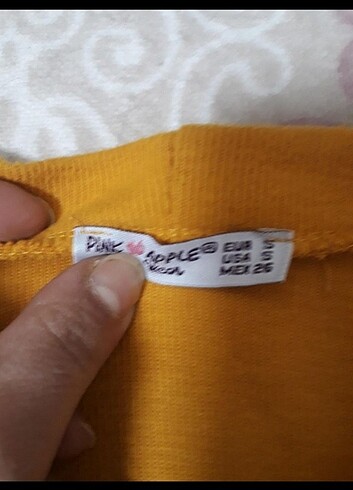 PINK APPLE®
EUR S
USA S
MEX 26